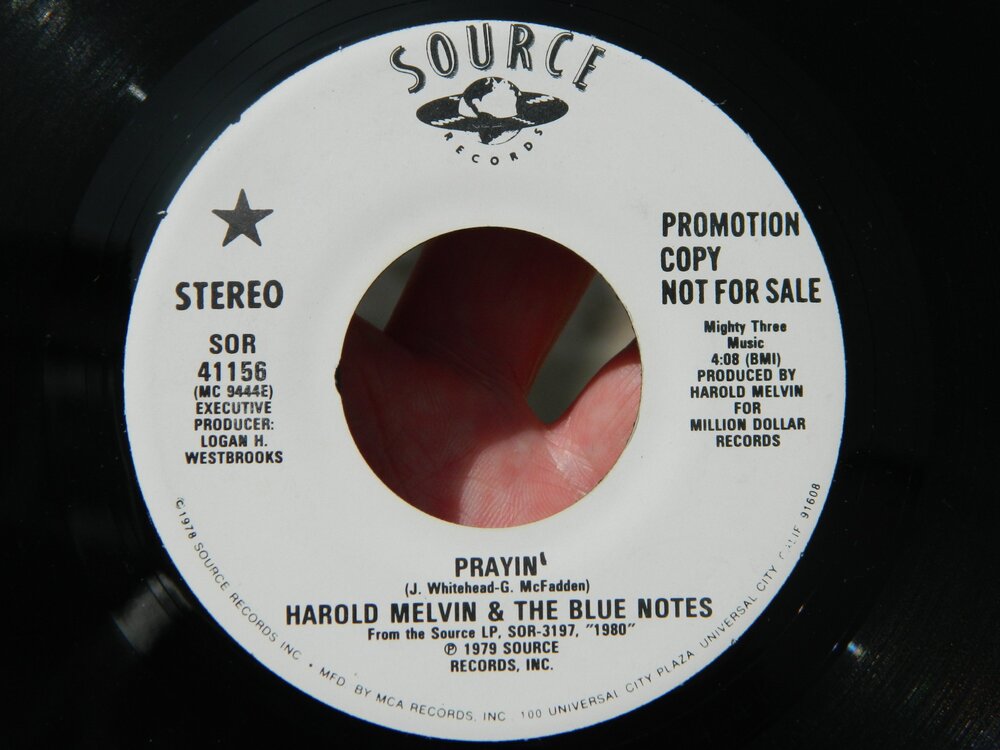 SOURCE
RECORDS
STEREO
SOR
41156
(MC 9444E)
EXECUTIVE
PRODUCER:
LOGAN H.
WESTBROOKS
PROMOTION
COPY
NOT FOR SALE
Mighty Three
Music
4:08 (BMI)
PRODUCED BY
HAROLD MELVIN
FOR
MILLION DOLLAR
RECORDS
PRAYIN'
(J. Whitehead-G. McFadden)
HAROLD MELVIN & THE BLUE NOTES
From the Source LP, SOR-3197, "1980"
℗ 1979 SOURCE
RECORDS, INC.
©1978 SOURCE RECORDS INC • MFD. BY MCA RECORDS, INC. 100 UNIVERSAL CITY PLAZA UNIVERSAL CITY CALIF 91608